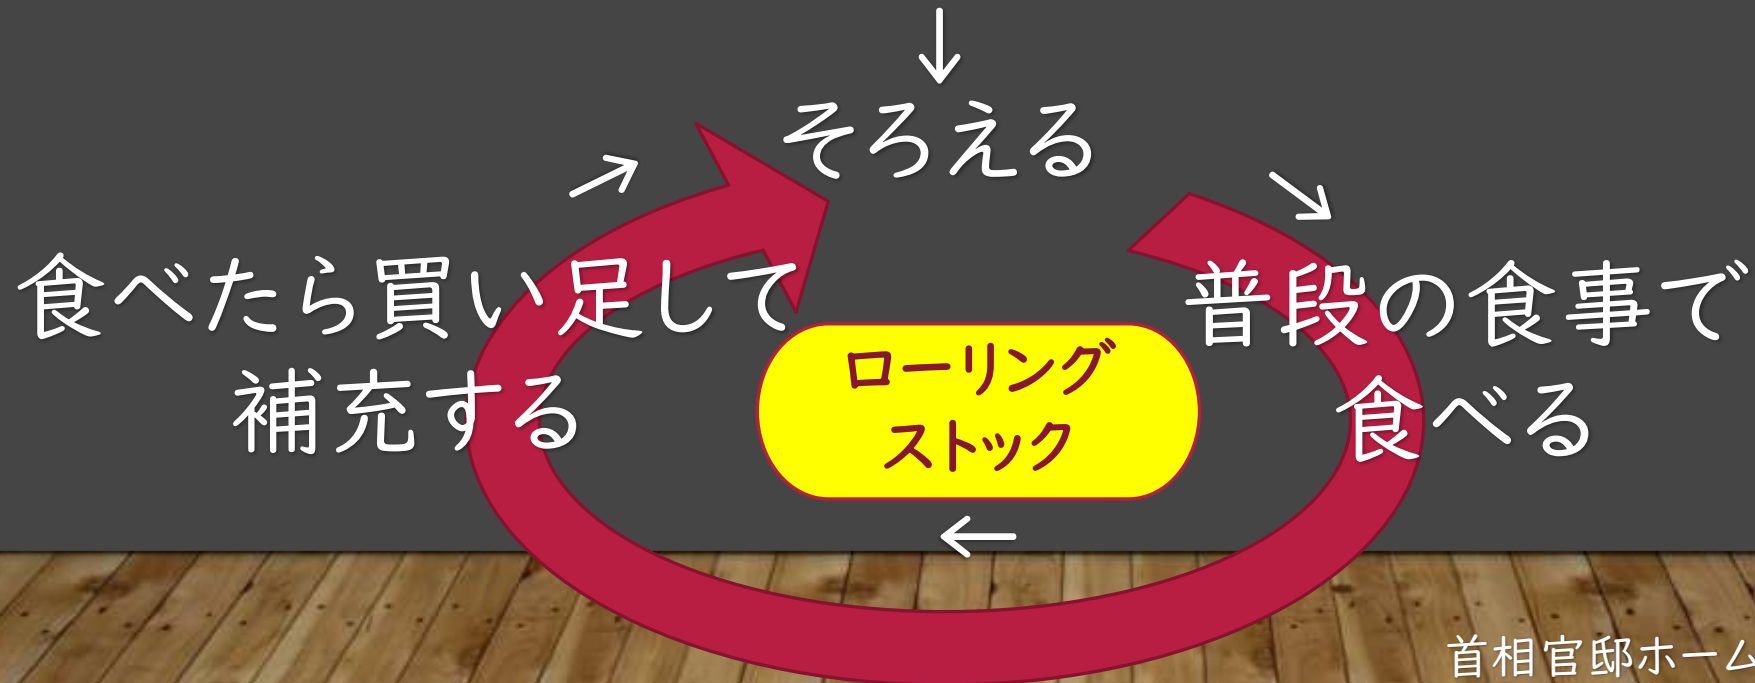 ↓
そろえる
↗
↘
食べたら買い足して
補充する
普段の食事で
食べる
ローリング
ストック
←
首相官邸ホーム